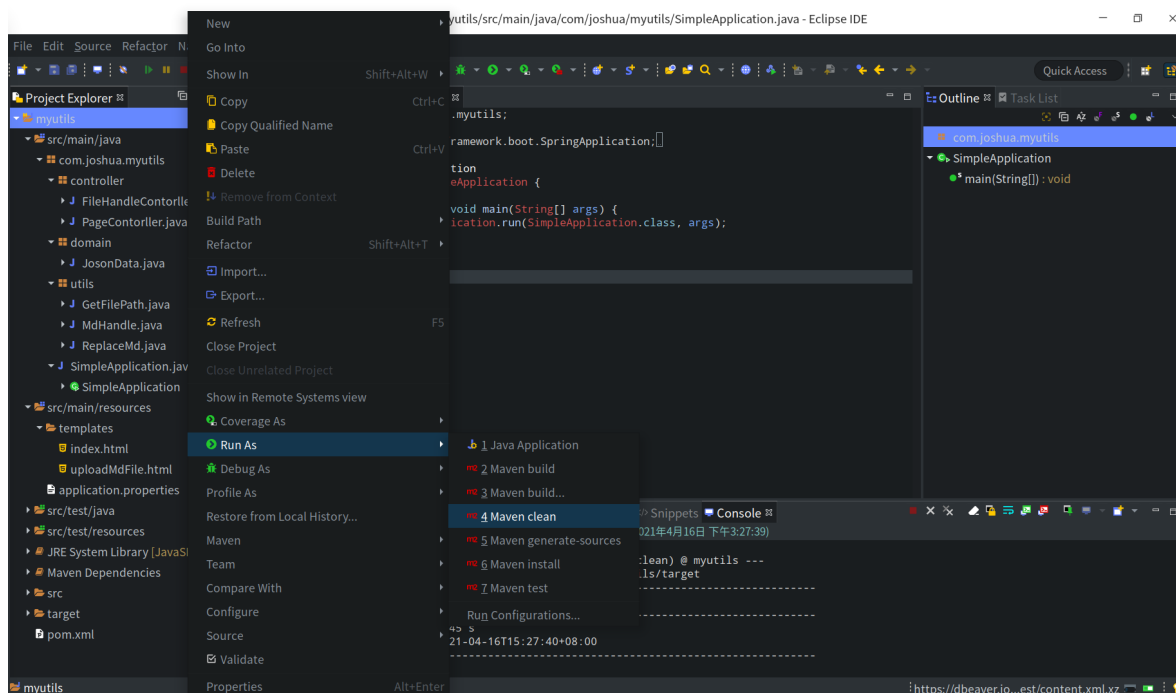 yutils/src/main/java/com/joshua/myutils/SimpleApplication.java - Eclipse IDE
File Edit Source Refactor N
Quick Access
Project Explorer
myutils
src/main/java
com.joshua.myutils
controller
FileHandleContorlle
PageContorller.java
domain
JosonData.java
utils
GetFilePath.java
MdHandle.java
ReplaceMd.java
SimpleApplication.jav
SimpleApplication
src/main/resources
templates
index.html
uploadMdFile.html
application.properties
src/test/java
src/test/resources
JRE System Library [JavaSE
Maven Dependencies
src
target
pom.xml
New
Go Into
Show In Shift+Alt+W
Copy Ctrl+C
Copy Qualified Name
Paste Ctrl+V
Delete
Remove from Context
Build Path
Refactor Shift+Alt+T
Import...
Export...
Refresh F5
Close Project
Close Unrelated Project
Show in Remote Systems view
Coverage As
Run As
Debug As
Profile As
Restore from Local History...
Maven
Team
Compare With
Configure
Source
Validate
Properties Alt+Enter
1 Java Application
2 Maven build
3 Maven build...
4 Maven clean
5 Maven generate-sources
6 Maven install
7 Maven test
Run Configurations...
.myutils;
ramework.boot.SpringApplication;
tion
eApplication {
void main(String[] args) {
ication.run(SimpleApplication.class, args);
Outline Task List
com.joshua.myutils
SimpleApplication
main(String[]) : void
Snippets Console
021年4月16日 下午3:27:39)
clean) @ myutils ---
ls/target
------------------------------------------------
------------------------------------------------
45 s
21-04-16T15:27:40+08:00
------------------------------------------------
myutils
https://dbeaver.io...est/content.xml.xz